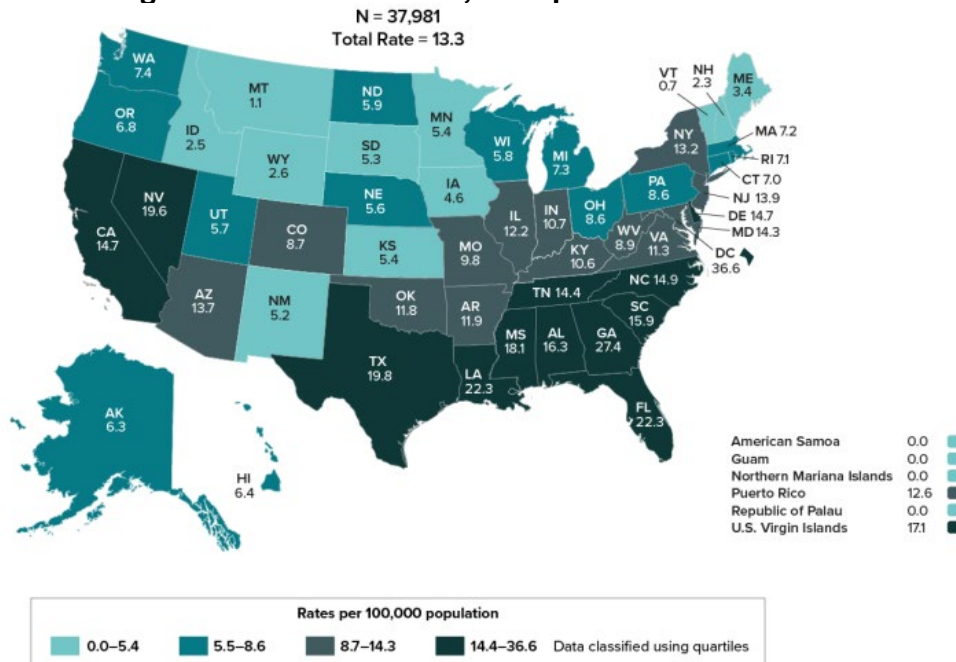 N = 37,981
Total Rate = 13.3
WA
7.4
MT
1.1
ND
5.9
MN
5.4
VT
0.7
NH
2.3
ME
3.4
OR
6.8
ID
2.5
WY
2.6
SD
5.3
WI
5.8
MI
7.3
NY
13.2
MA 7.2
RI 7.1
CT 7.0
NJ 13.9
DE 14.7
MD 14.3
DC
36.6
NV
19.6
UT
5.7
NE
5.6
IA
4.6
IL
12.2
IN
10.7
OH
8.6
PA
8.6
CA
14.7
CO
8.7
KS
5.4
MO
9.8
KY
10.6
WV
8.9
VA
11.3
AZ
13.7
NM
5.2
OK
11.8
AR
11.9
TN 14.4
NC 14.9
SC
15.9
TX
19.8
LA
22.3
MS
18.1
AL
16.3
GA
27.4
FL
22.3
AK
6.3
HI
6.4
American Samoa 0.0
Guam 0.0
Northern Mariana Islands 0.0
Puerto Rico 12.6
Republic of Palau 0.0
U.S. Virgin Islands 17.1
Rates per 100,000 population
0.0–5.4 5.5–8.6 8.7–14.3 14.4–36.6 Data classified using quartiles